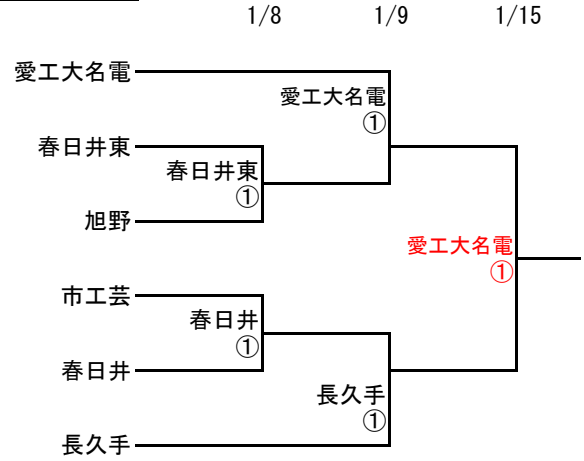 1/8 1/9 1/15
愛工大名電
愛工大名電
①
春日井東
春日井東
①
旭野
愛工大名電
①
市工芸
春日井
①
春日井
長久手
①
長久手